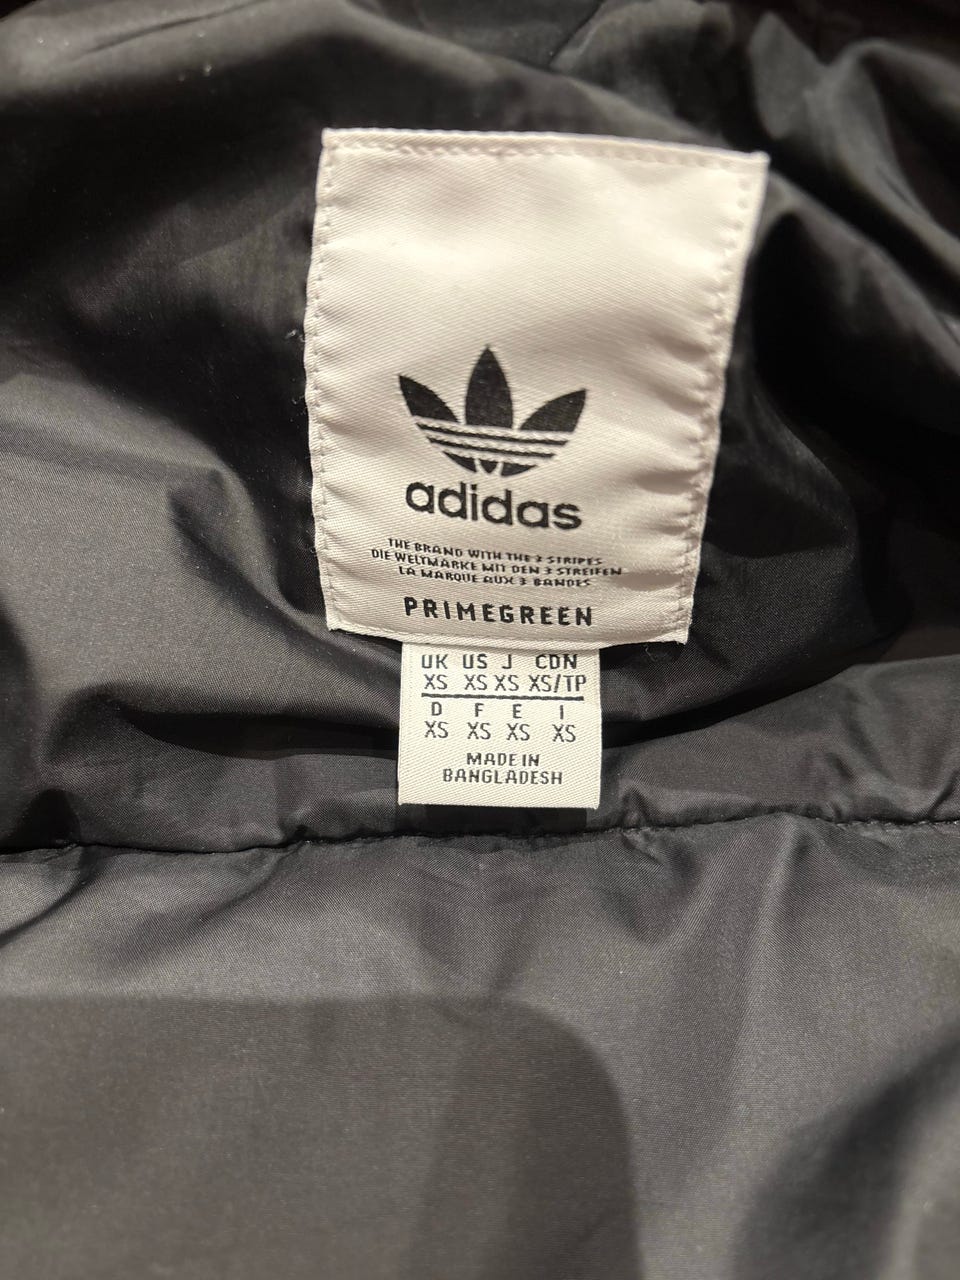 adidas
THE BRAND WITH THE 3 STRIPES
DIE WELTMARKE MIT DEN 3 STREIFEN
LA MARQUE AUX 3 BANDES
PRIMEGREEN
UK US J CDN
XS XS XS XS/TP
D F E I
XS XS XS XS
MADE IN
BANGLADESH